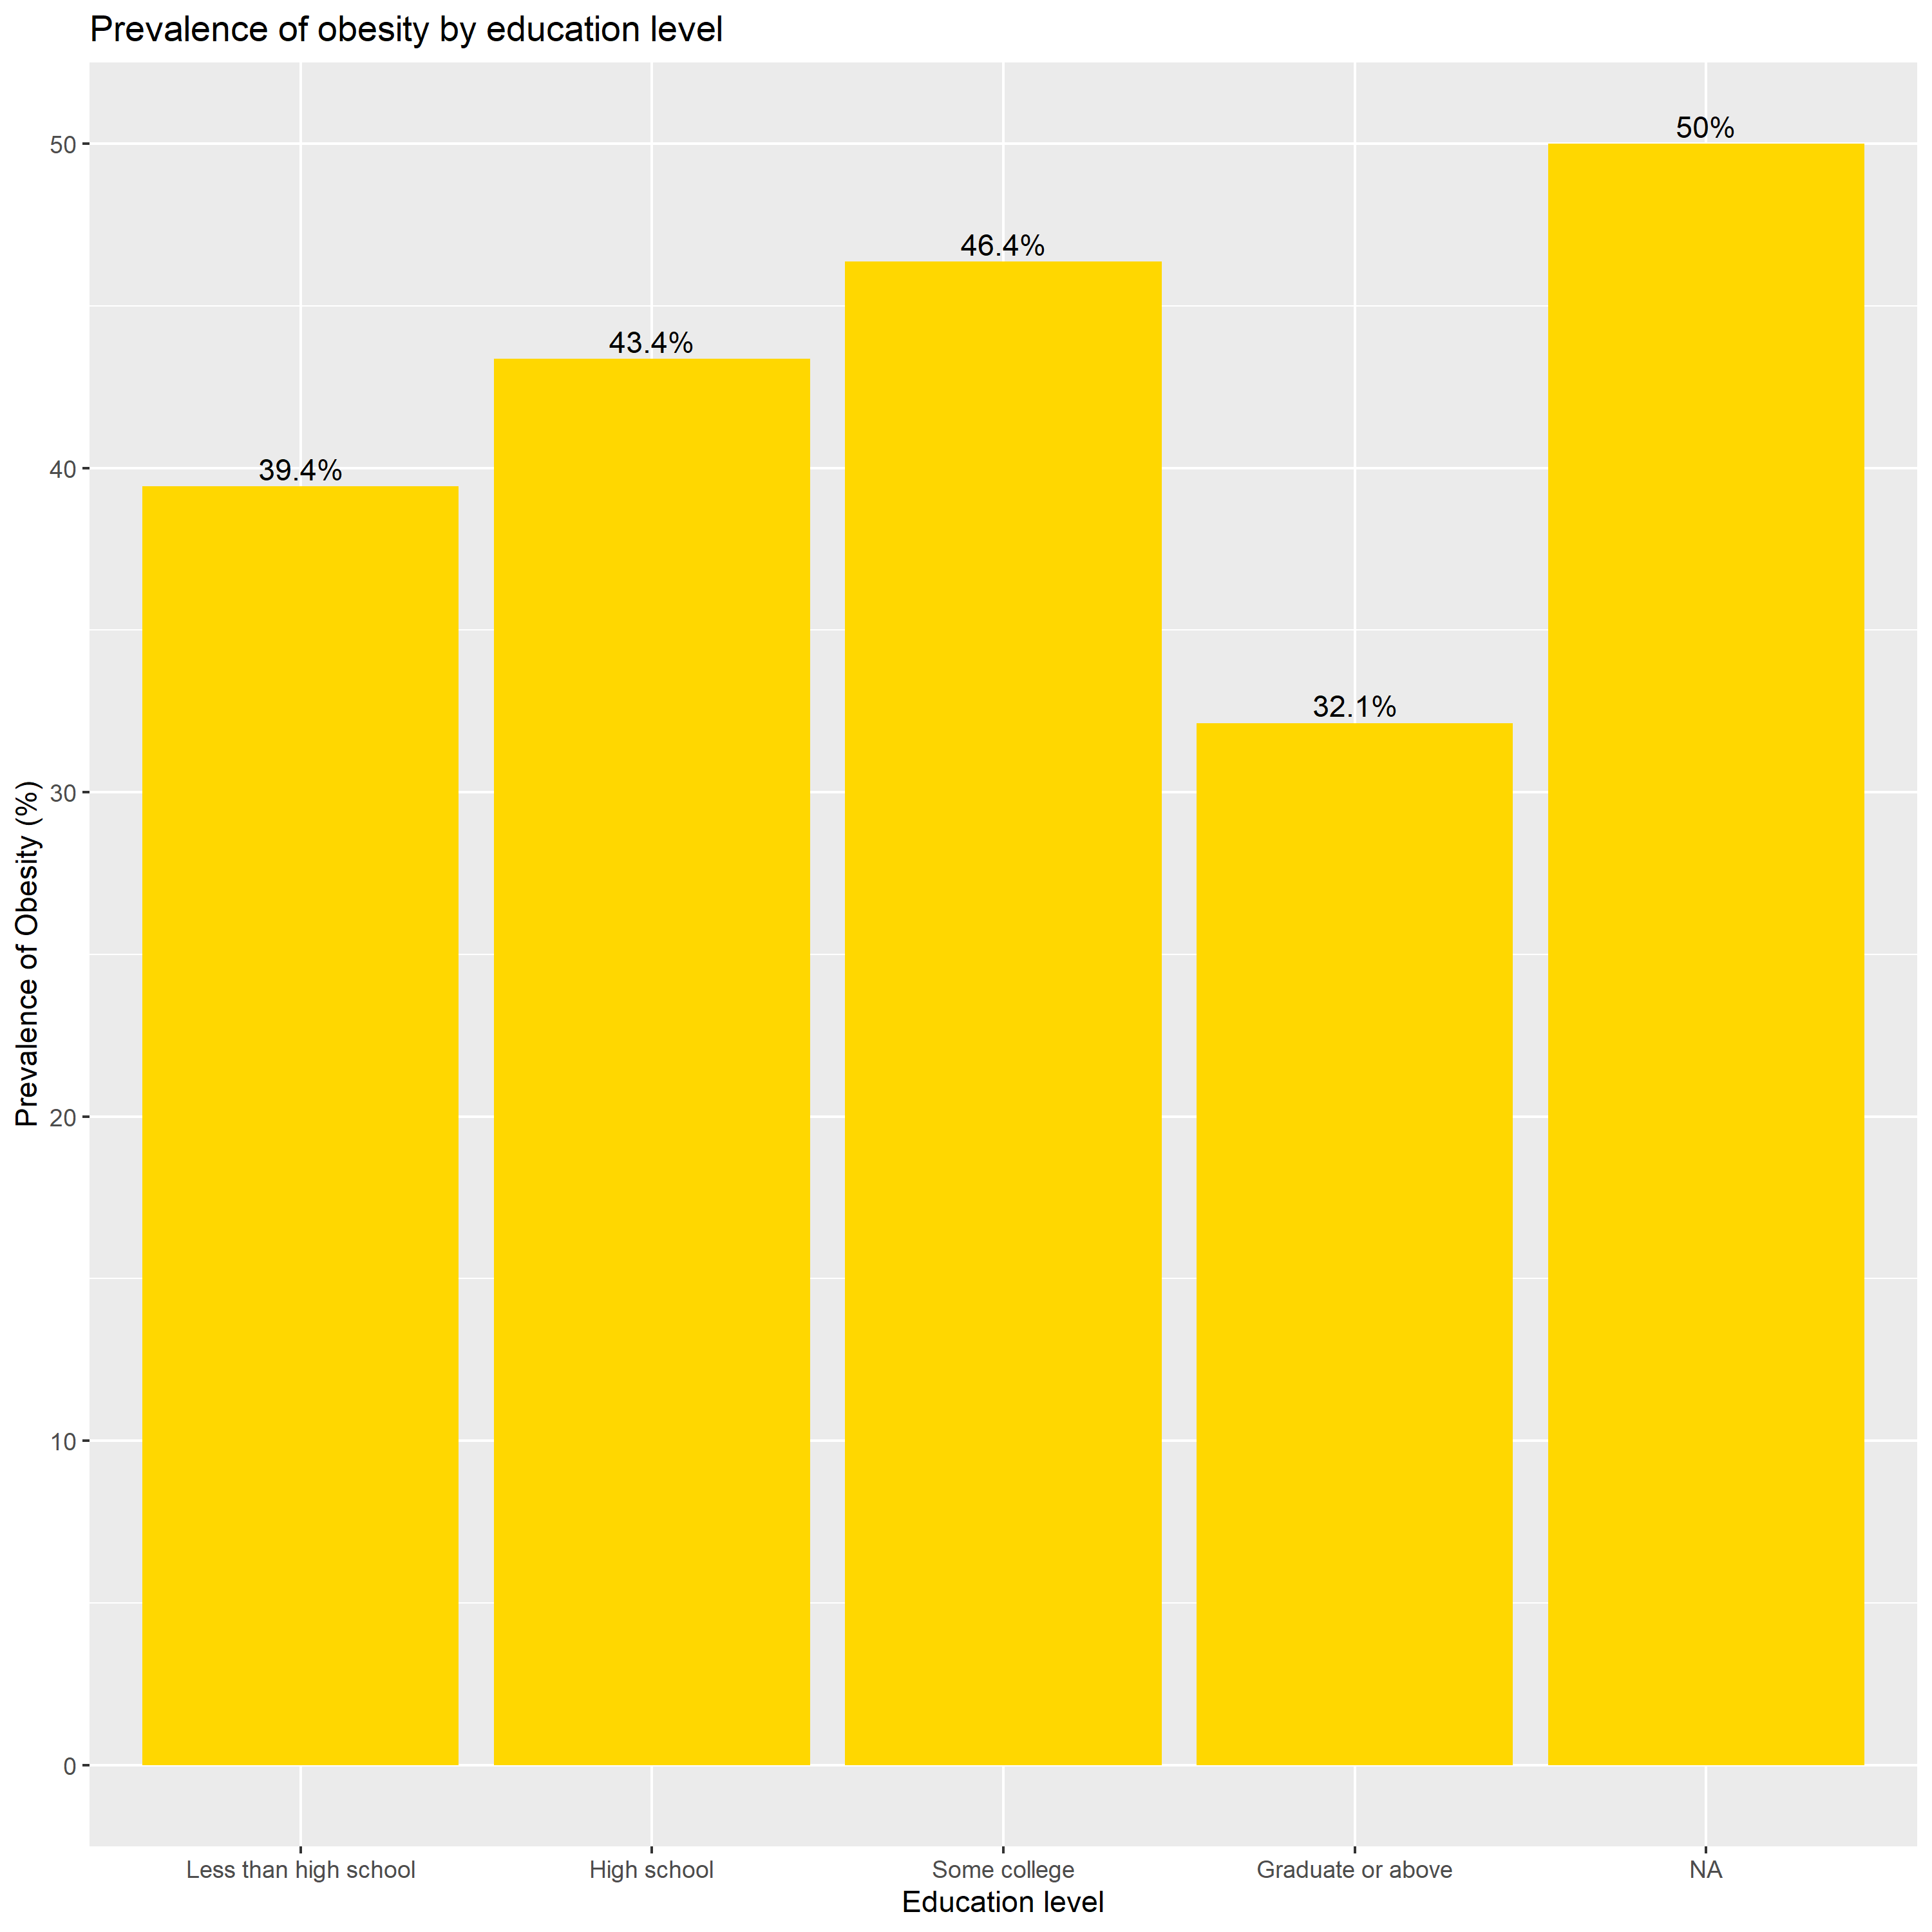 Prevalence of obesity by education level
50%
46.4%
43.4%
39.4%
32.1%
Prevalence of Obesity (%)
50
40
30
20
10
0
Less than high school
High school
Some college
Graduate or above
NA
Education level